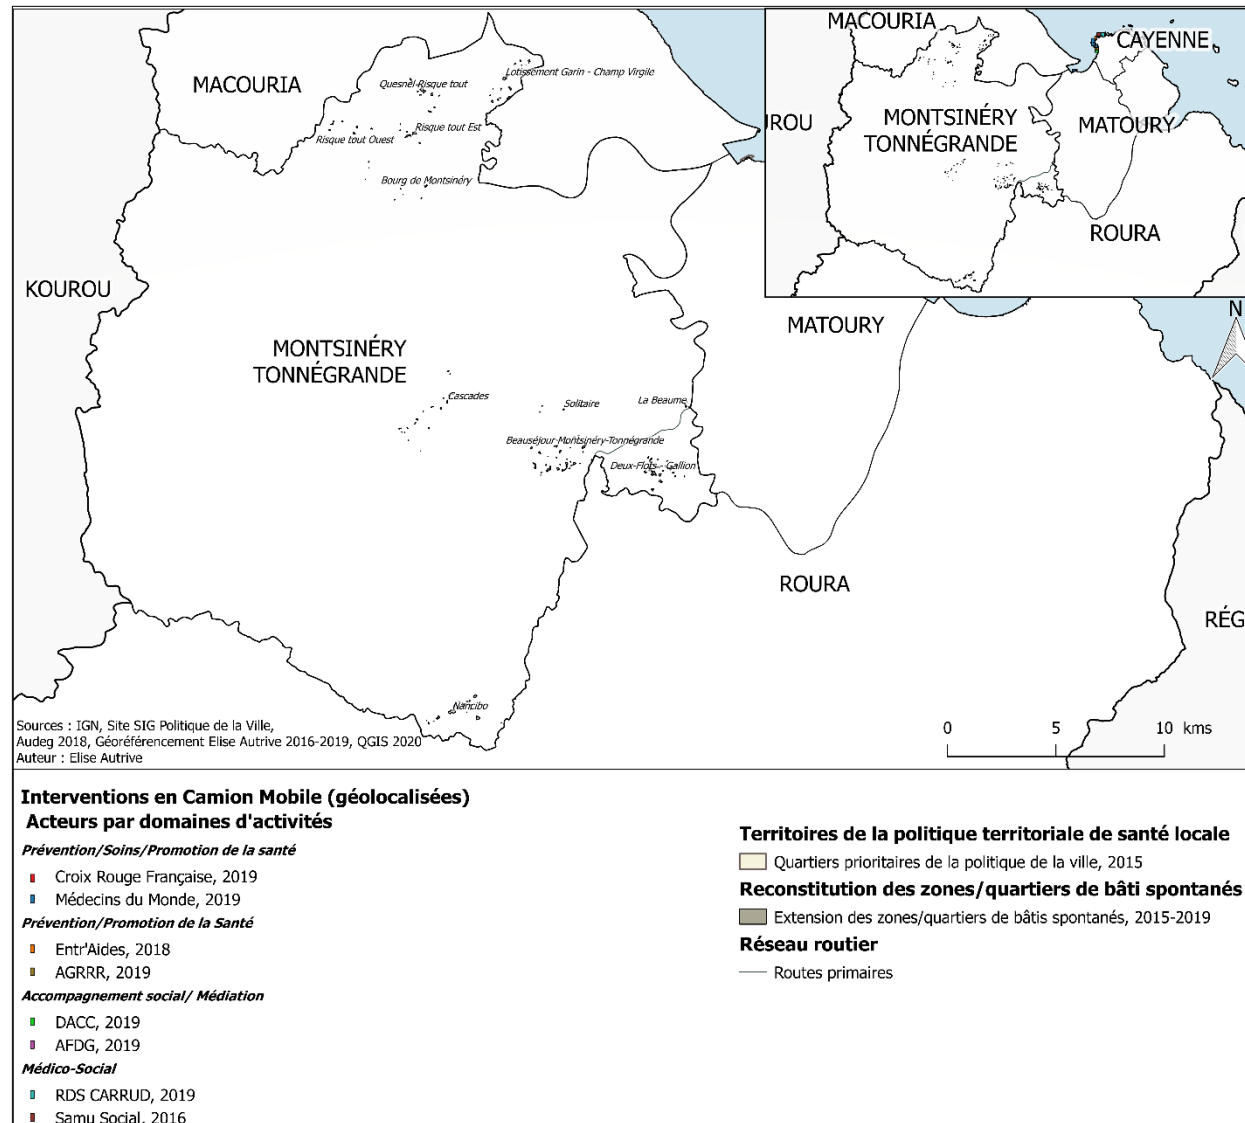 MACOURIA
Quesnel-Risque tout
Lotissement Garin - Champ Virgile
Risque tout Ouest
Risque tout Est
Bourg de Montsinéry
KOUROU
MONTSINÉRY
TONNÉGRANDE
Cascades
Solitaire
La Beaume
Beauséjour-Montsinéry-Tonnégrande
Deux-Flots - Gallion
Nancibo
MATOURY
ROURA
RÉG
N
MACOURIA
CAYENNE
UROU
MONTSINÉRY
TONNÉGRANDE
MATOURY
ROURA
Sources : IGN, Site SIG Politique de la Ville,
Audeg 2018, Géoréférencement Elise Autrive 2016-2019, QGIS 2020
Auteur : Elise Autrive
0 5 10 kms
Interventions en Camion Mobile (géolocalisées)
Acteurs par domaines d'activités
Prévention/Soins/Promotion de la santé
Croix Rouge Française, 2019
Médecins du Monde, 2019
Prévention/Promotion de la Santé
Entr'Aides, 2018
AGRRR, 2019
Accompagnement social/ Médiation
DACC, 2019
AFDG, 2019
Médico-Social
RDS CARRUD, 2019
Samu Social, 2016
Territoires de la politique territoriale de santé locale
Quartiers prioritaires de la politique de la ville, 2015
Reconstitution des zones/quartiers de bâti spontanés
Extension des zones/quartiers de bâtis spontanés, 2015-2019
Réseau routier
Routes primaires